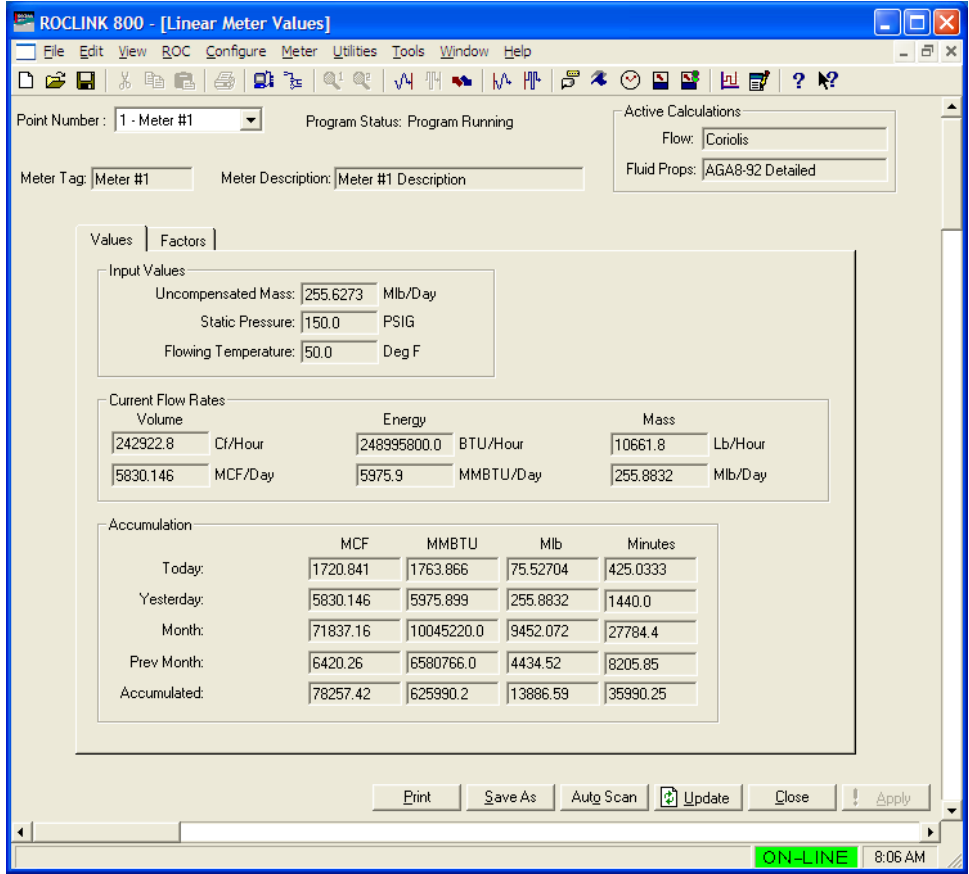 ROCLINK 800 - [Linear Meter Values]
File Edit View ROC Configure Meter Utilities Tools Window Help
Point Number : 1 - Meter #1 Program Status: Program Running
Active Calculations
Flow: Coriolis
Meter Tag: Meter #1 Meter Description: Meter #1 Description Fluid Props: AGA8-92 Detailed
Values Factors
Input Values
Uncompensated Mass: 255.6273 Mlb/Day
Static Pressure: 150.0 PSIG
Flowing Temperature: 50.0 Deg F
Current Flow Rates
Volume Energy Mass
242922.8 Cf/Hour 248995800.0 BTU/Hour 10661.8 Lb/Hour
5830.146 MCF/Day 5975.9 MMBTU/Day 255.8832 Mlb/Day
Accumulation
MCF MMBTU Mlb Minutes
Today: 1720.841 1763.866 75.52704 425.0333
Yesterday: 5830.146 5975.899 255.8832 1440.0
Month: 71837.16 10045220.0 9452.072 27784.4
Prev Month: 6420.26 6580766.0 4434.52 8205.85
Accumulated: 78257.42 625990.2 13886.59 35990.25
Print Save As Auto Scan Update Close ! Apply
ON-LINE 8:06 AM